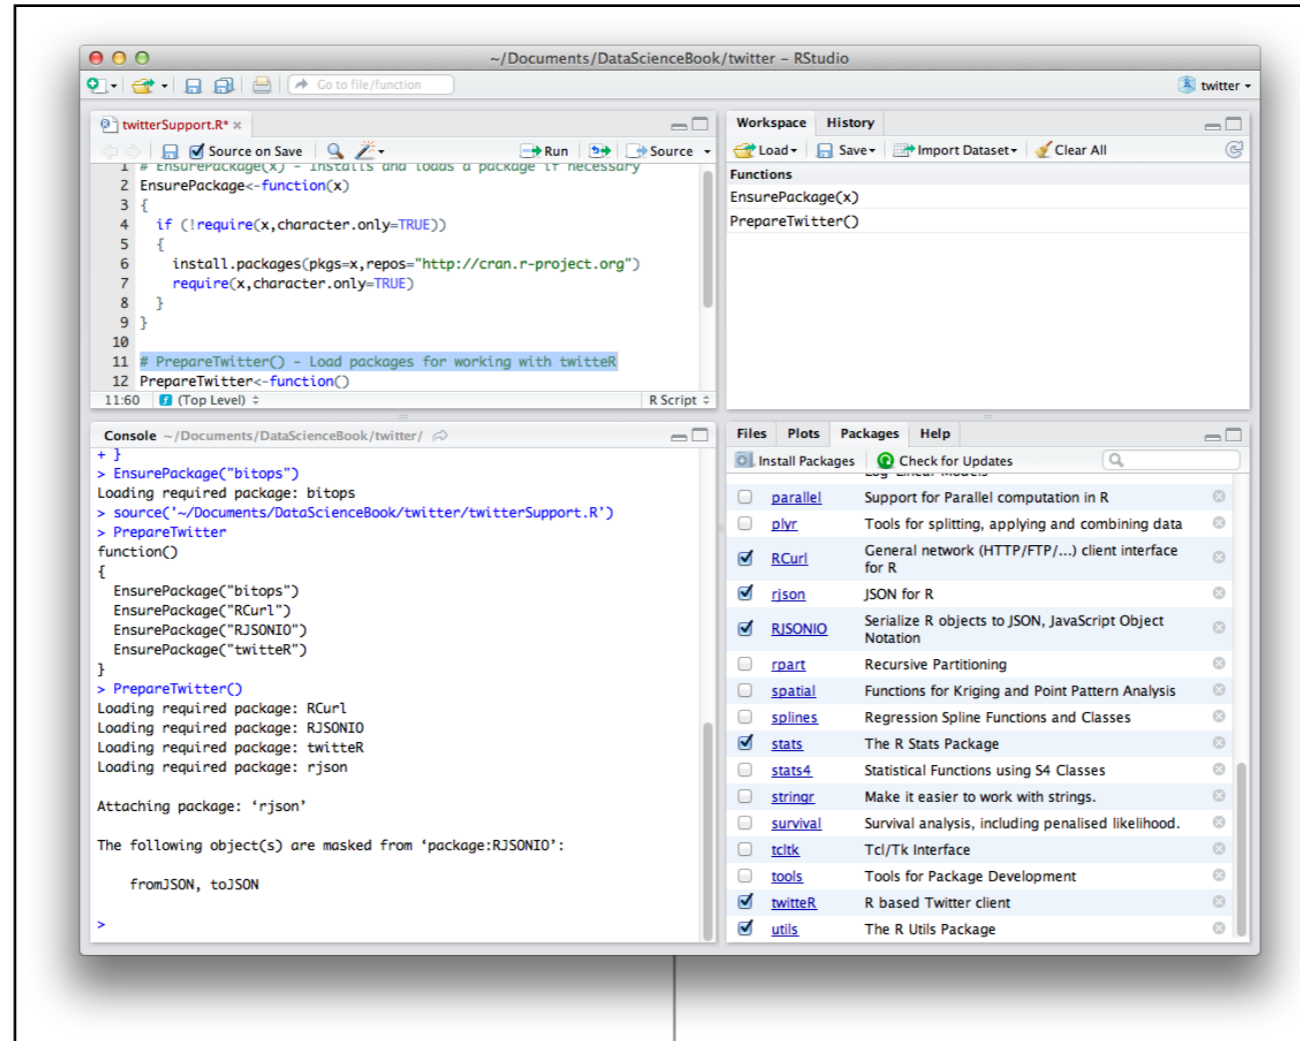 ~/Documents/DataScienceBook/twitter – RStudio
Go to file/function
twitter
twitterSupport.R*
Source on Save
Run
Source
1 # EnsurePackage(x) - Installs and loads a package if necessary
2 EnsurePackage<-function(x)
3 {
4 if (!require(x,character.only=TRUE))
5 {
6 install.packages(pkgs=x,repos="http://cran.r-project.org")
7 require(x,character.only=TRUE)
8 }
9 }
10
11 # PrepareTwitter() - Load packages for working with twitteR
12 PrepareTwitter<-function()
11:60 (Top Level) R Script
Console ~/Documents/DataScienceBook/twitter/
+ }
> EnsurePackage("bitops")
Loading required package: bitops
> source('~/Documents/DataScienceBook/twitter/twitterSupport.R')
> PrepareTwitter
function()
{
EnsurePackage("bitops")
EnsurePackage("RCurl")
EnsurePackage("RJSONIO")
EnsurePackage("twitteR")
}
> PrepareTwitter()
Loading required package: RCurl
Loading required package: RJSONIO
Loading required package: twitteR
Loading required package: rjson
Attaching package: ‘rjson’
The following object(s) are masked from ‘package:RJSONIO’:
fromJSON, toJSON
>
Workspace History
Load Save Import Dataset Clear All
Functions
EnsurePackage(x)
PrepareTwitter()
Files Plots Packages Help
Install Packages Check for Updates
Log-Linear Models
parallel Support for Parallel computation in R
plyr Tools for splitting, applying and combining data
RCurl General network (HTTP/FTP/...) client interface
for R
rjson JSON for R
RJSONIO Serialize R objects to JSON, JavaScript Object
Notation
rpart Recursive Partitioning
spatial Functions for Kriging and Point Pattern Analysis
splines Regression Spline Functions and Classes
stats The R Stats Package
stats4 Statistical Functions using S4 Classes
stringr Make it easier to work with strings.
survival Survival analysis, including penalised likelihood.
tcltk Tcl/Tk Interface
tools Tools for Package Development
twitteR R based Twitter client
utils The R Utils Package